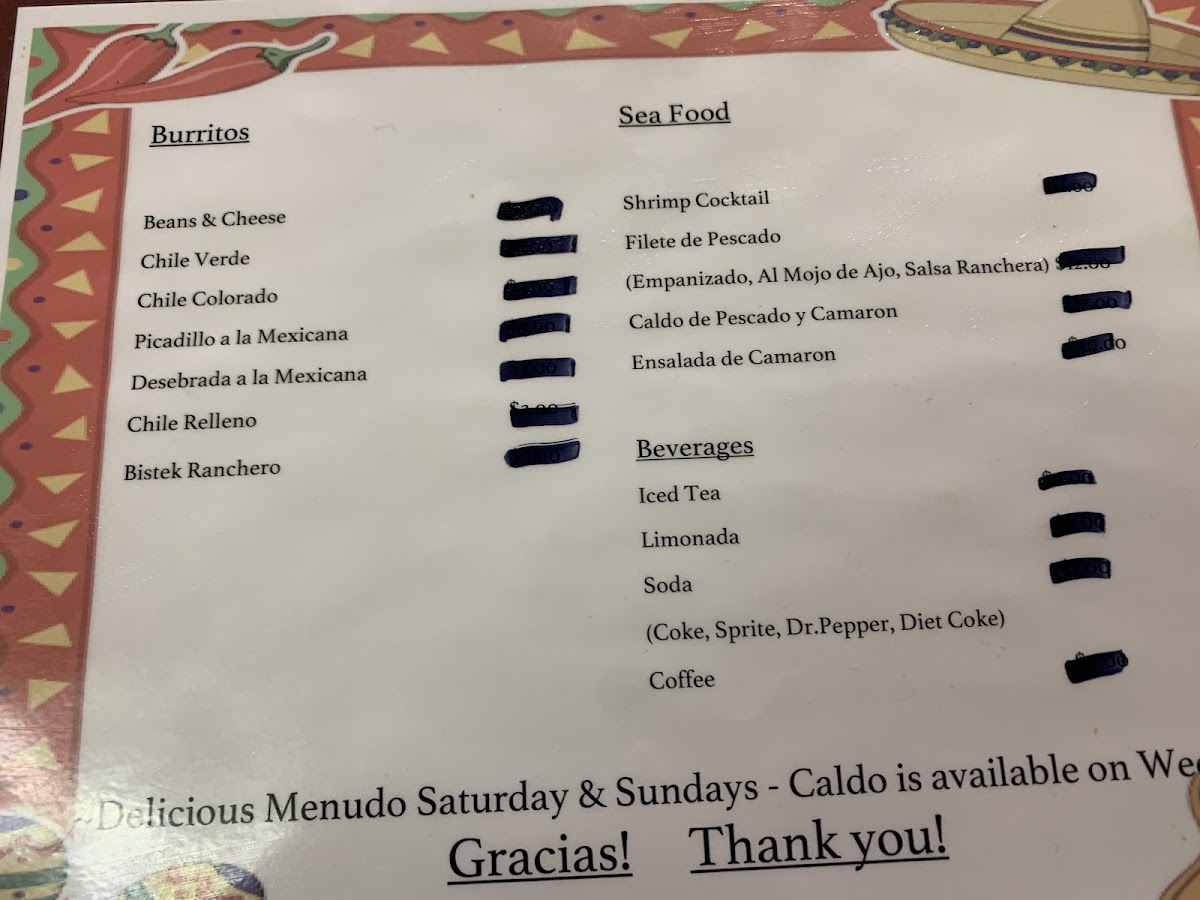 Burritos
Beans & Cheese
Chile Verde
Chile Colorado
Picadillo a la Mexicana
Desebrada a la Mexicana
Chile Relleno
Bistek Ranchero
Sea Food
Shrimp Cocktail
Filete de Pescado
(Empanizado, Al Mojo de Ajo, Salsa Ranchera) $12.00
Caldo de Pescado y Camaron
Ensalada de Camaron
Beverages
Iced Tea
Limonada
Soda
(Coke, Sprite, Dr.Pepper, Diet Coke)
Coffee
~Delicious Menudo Saturday & Sundays - Caldo is available on
Gracias! Thank you!